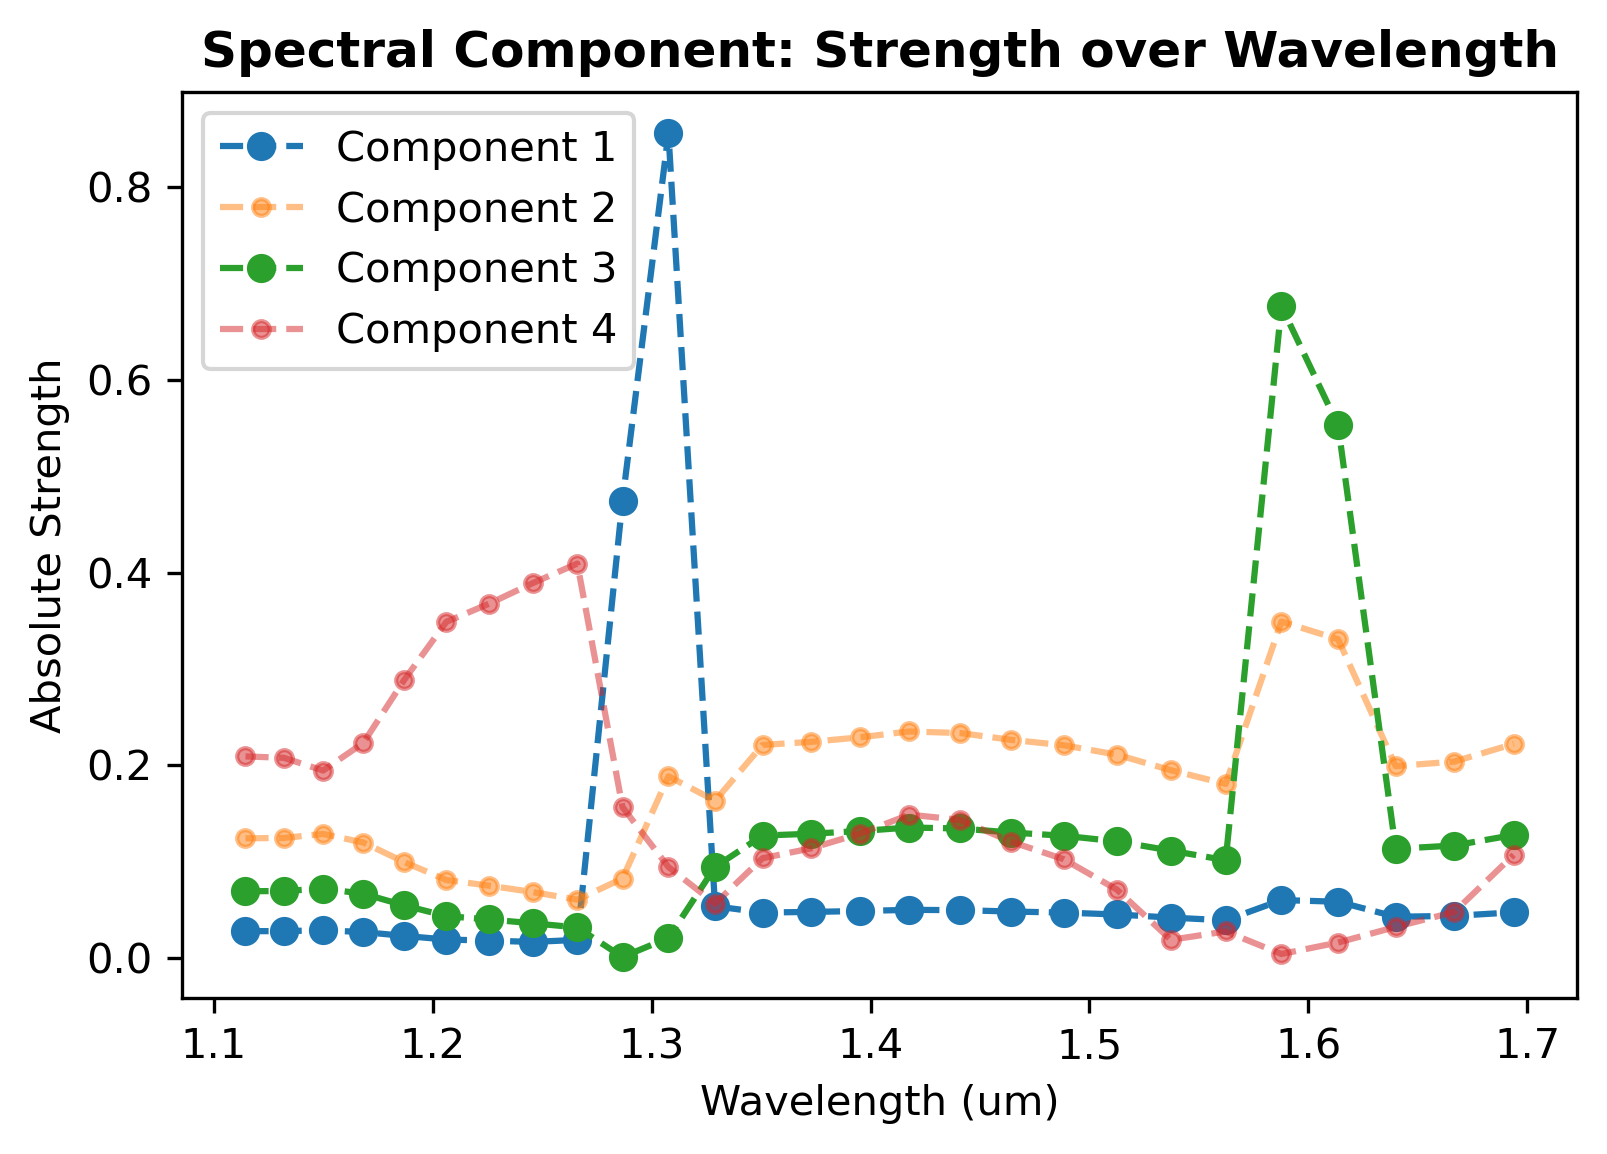 Spectral Component: Strength over Wavelength
Component 1
Component 2
Component 3
Component 4
Absolute Strength
0.8
0.6
0.4
0.2
0.0
1.1 1.2 1.3 1.4 1.5 1.6 1.7
Wavelength (um)